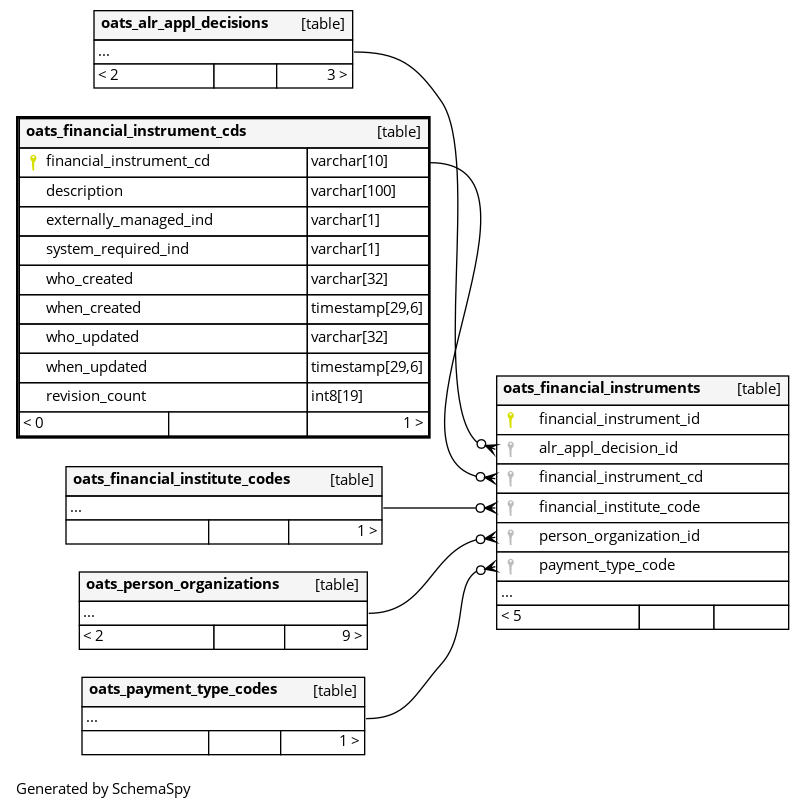 oats_alr_appl_decisions [table]
...
< 2 3 >
oats_financial_instrument_cds [table]
financial_instrument_cd varchar[10]
description varchar[100]
externally_managed_ind varchar[1]
system_required_ind varchar[1]
who_created varchar[32]
when_created timestamp[29,6]
who_updated varchar[32]
when_updated timestamp[29,6]
revision_count int8[19]
< 0 1 >
oats_financial_instruments [table]
financial_instrument_id
alr_appl_decision_id
financial_instrument_cd
financial_institute_code
person_organization_id
payment_type_code
...
< 5
oats_financial_institute_codes [table]
...
1 >
oats_person_organizations [table]
...
< 2 9 >
oats_payment_type_codes [table]
...
1 >
Generated by SchemaSpy